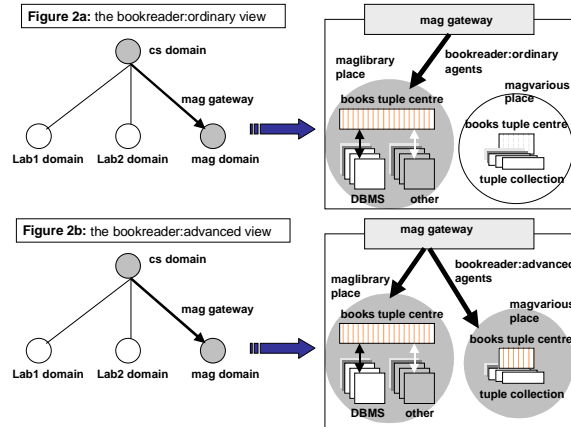 Figure 2a: the bookreader:ordinary view
cs domain
mag gateway
Lab1 domain
Lab2 domain
mag domain
mag gateway
bookreader:ordinary
agents
maglibrary
place
books tuple centre
DBMS
other
magvarious
place
books tuple centre
tuple collection
Figure 2b: the bookreader:advanced view
cs domain
mag gateway
Lab1 domain
Lab2 domain
mag domain
mag gateway
bookreader:advanced
agents
maglibrary
place
books tuple centre
DBMS
other
magvarious
place
books tuple centre
tuple collection